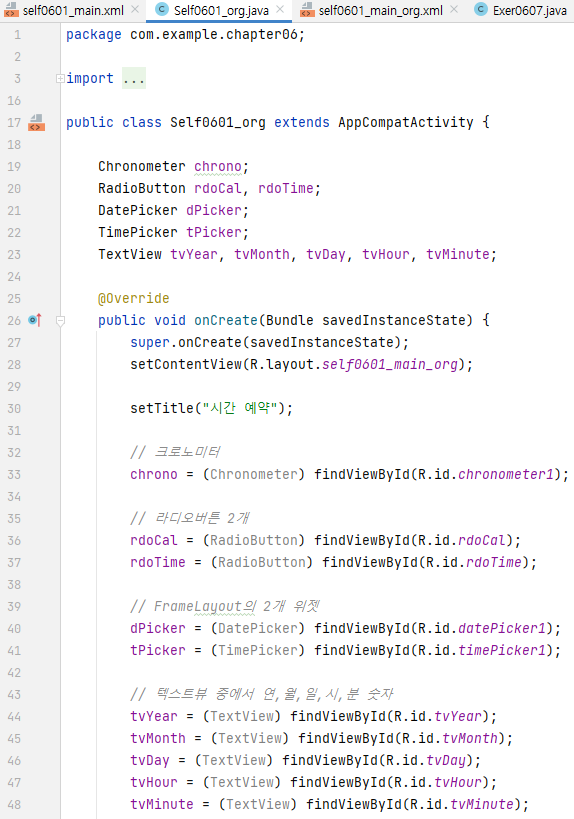 self0601_main.xml Self0601_org.java self0601_main_org.xml Exer0607.java
1 package com.example.chapter06;
2
3 import ...
16
17 public class Self0601_org extends AppCompatActivity {
18
19 Chronometer chrono;
20 RadioButton rdoCal, rdoTime;
21 DatePicker dPicker;
22 TimePicker tPicker;
23 TextView tvYear, tvMonth, tvDay, tvHour, tvMinute;
24
25 @Override
26 public void onCreate(Bundle savedInstanceState) {
27 super.onCreate(savedInstanceState);
28 setContentView(R.layout.self0601_main_org);
29
30 setTitle("시간 예약");
31
32 // 크로노미터
33 chrono = (Chronometer) findViewById(R.id.chronometer1);
34
35 // 라디오버튼 2개
36 rdoCal = (RadioButton) findViewById(R.id.rdoCal);
37 rdoTime = (RadioButton) findViewById(R.id.rdoTime);
38
39 // FrameLayout의 2개 위젯
40 dPicker = (DatePicker) findViewById(R.id.datePicker1);
41 tPicker = (TimePicker) findViewById(R.id.timePicker1);
42
43 // 텍스트뷰 중에서 연,월,일,시,분 숫자
44 tvYear = (TextView) findViewById(R.id.tvYear);
45 tvMonth = (TextView) findViewById(R.id.tvMonth);
46 tvDay = (TextView) findViewById(R.id.tvDay);
47 tvHour = (TextView) findViewById(R.id.tvHour);
48 tvMinute = (TextView) findViewById(R.id.tvMinute);